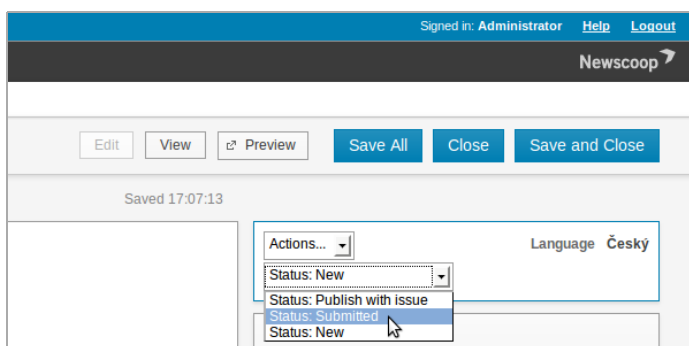 Signed in: Administrator Help Logout
Newscoop
Edit View Preview Save All Close Save and Close
Saved 17:07:13
Actions... Language Český
Status: New
Status: Publish with issue
Status: Submitted
Status: New